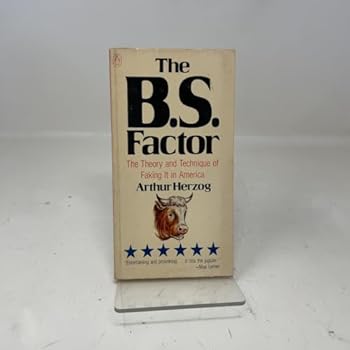 The
B.S.
Factor
The Theory and Technique of
Faking It in America
Arthur Herzog
"Entertaining and provoking... It hits the jugular."
—Max Lerner